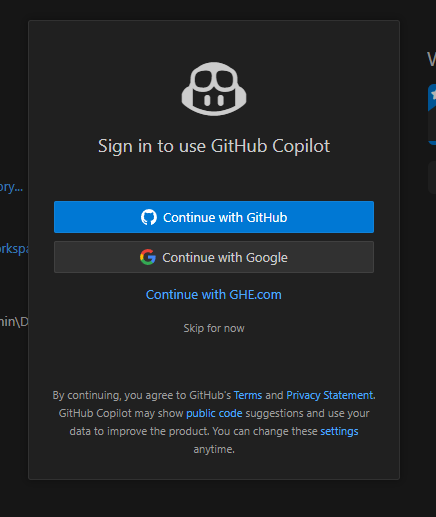 W
Sign in to use GitHub Copilot
ory...
Continue with GitHub
Continue with Google
orkspa
Continue with GHE.com
min\D
Skip for now
By continuing, you agree to GitHub's Terms and Privacy Statement.
GitHub Copilot may show public code suggestions and use your
data to improve the product. You can change these settings
anytime.